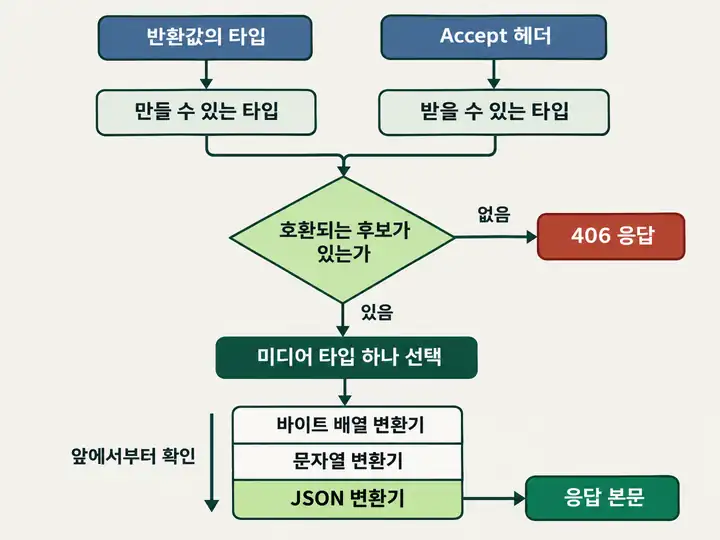 반환값의 타입
Accept 헤더
만들 수 있는 타입
받을 수 있는 타입
호환되는 후보가
있는가
없음
406 응답
있음
미디어 타입 하나 선택
앞에서부터 확인
바이트 배열 변환기
문자열 변환기
JSON 변환기
응답 본문